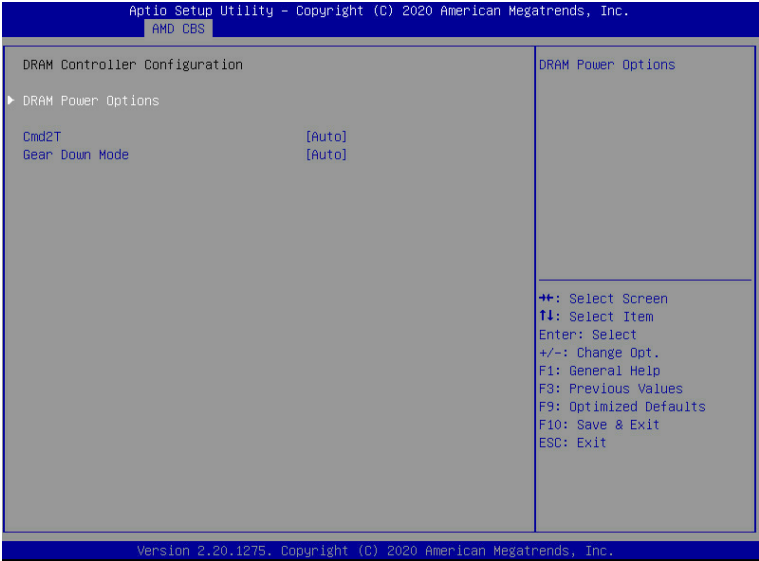 Aptio Setup Utility – Copyright (C) 2020 American Megatrends, Inc.
AMD CBS
DRAM Controller Configuration
DRAM Power Options
Cmd2T [Auto]
Gear Down Mode [Auto]
DRAM Power Options
→←: Select Screen
↑↓: Select Item
Enter: Select
+/-: Change Opt.
F1: General Help
F3: Previous Values
F9: Optimized Defaults
F10: Save & Exit
ESC: Exit
Version 2.20.1275. Copyright (C) 2020 American Megatrends, Inc.